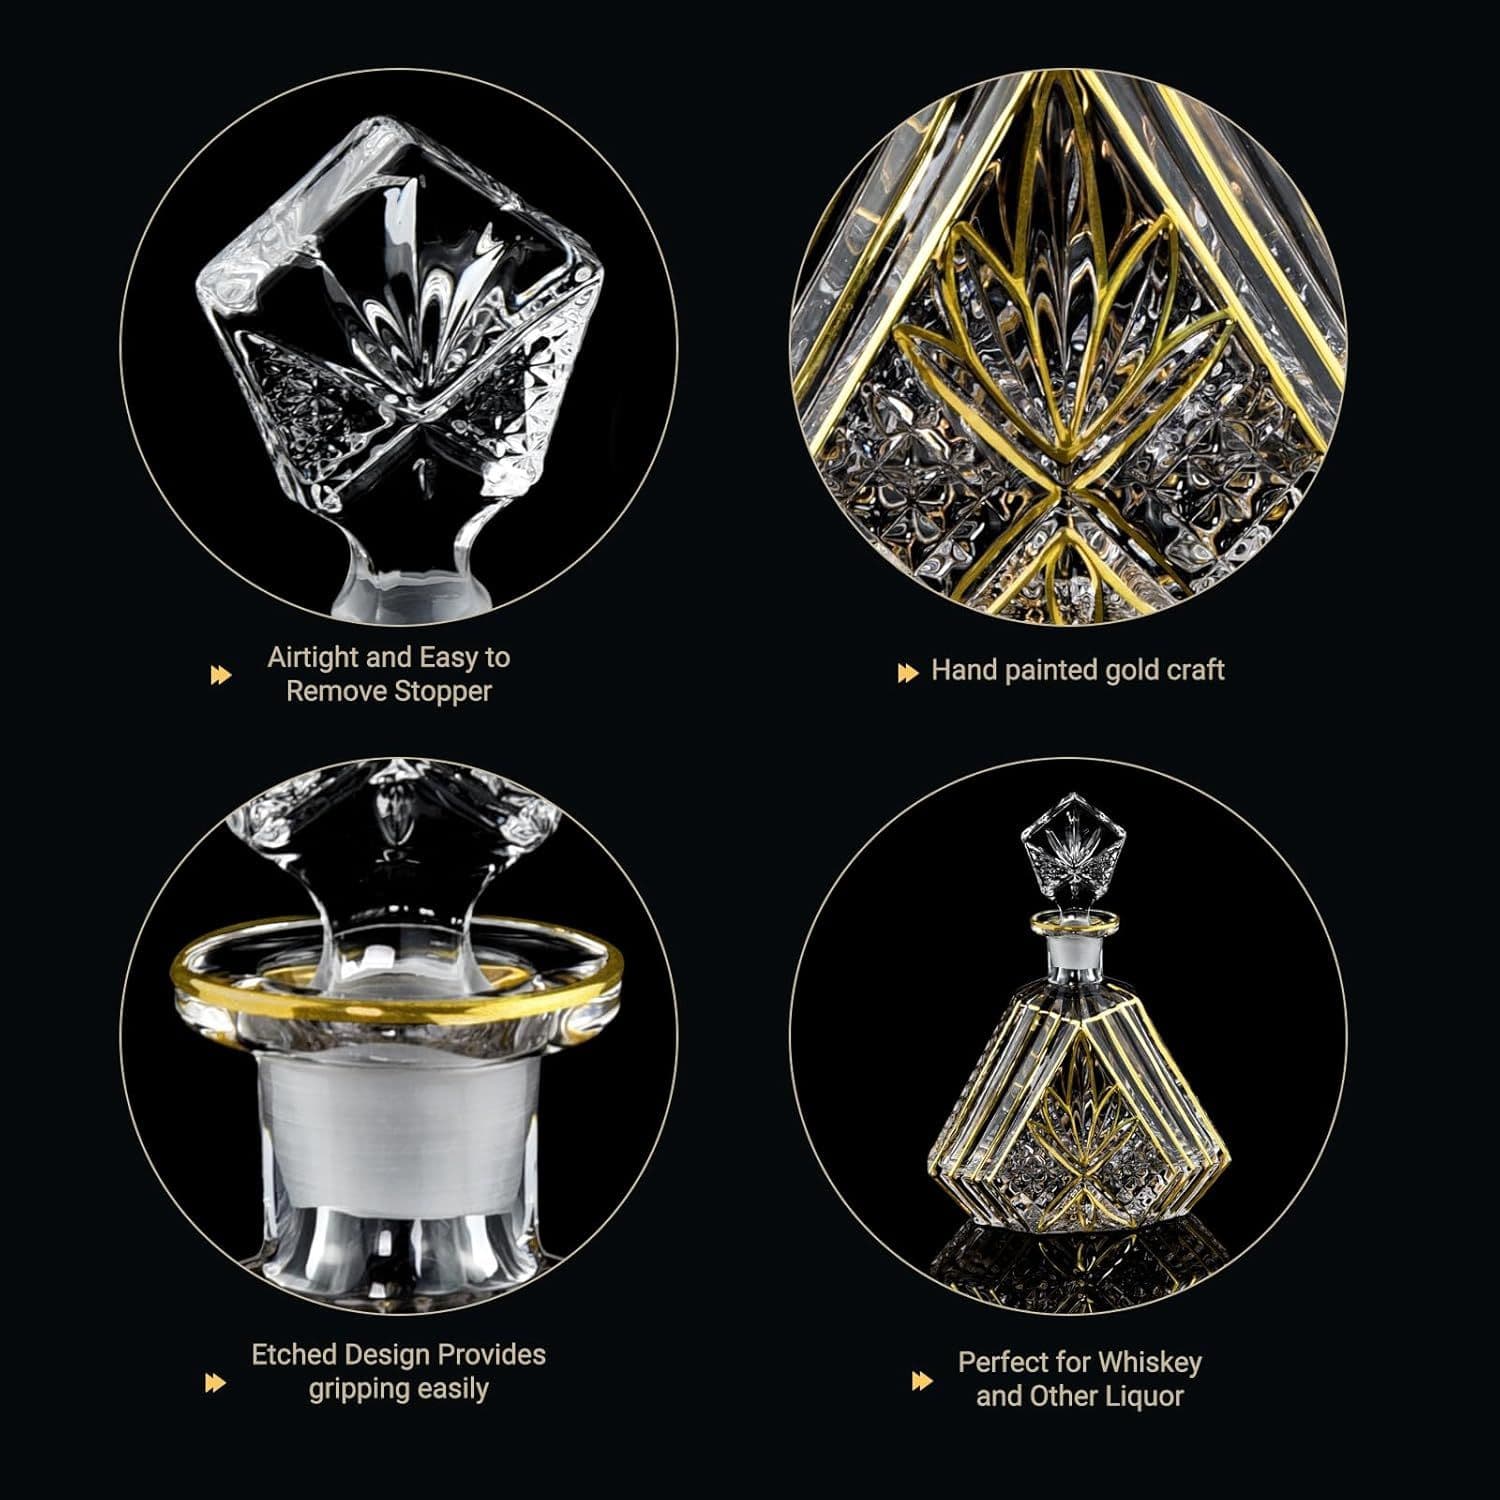 Airtight and Easy to
Remove Stopper
Hand painted gold craft
Etched Design Provides
gripping easily
Perfect for Whiskey
and Other Liquor